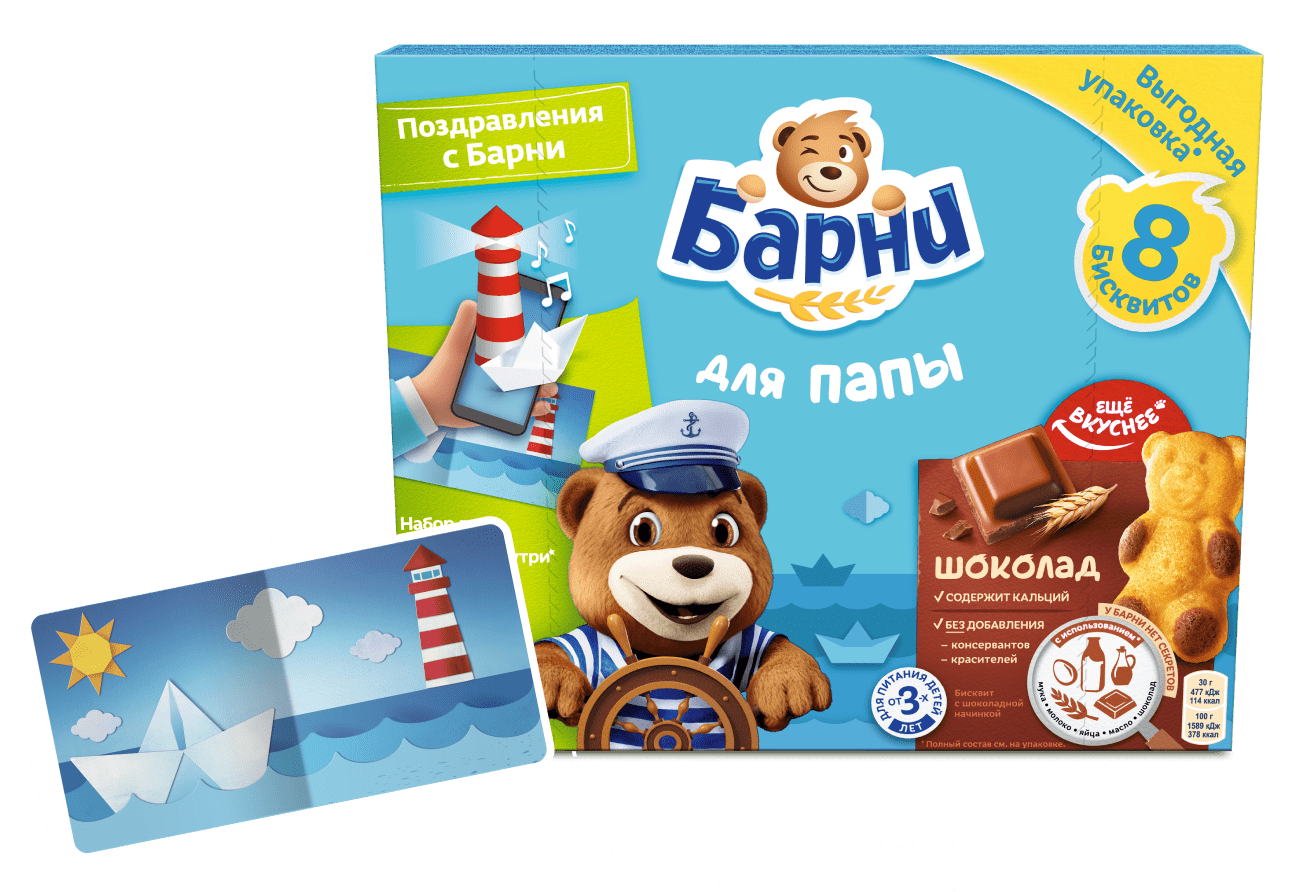 Поздравления
с Барни
Барни
для папы
Выгодная
упаковка*
8
бисквитов
Набор
утри*
ЕЩЁ
ВКУСНЕЕ
ШОКОЛАД
✓ СОДЕРЖИТ КАЛЬЦИЙ
✓ БЕЗ ДОБАВЛЕНИЯ
– консервантов
– красителей
Бисквит
с шоколадной
начинкой
ДЛЯ ПИТАНИЯ ДЕТЕЙ
ОТ 3-Х
ЛЕТ
У БАРНИ НЕТ СЕКРЕТОВ
с использованием*
мука • молоко • яйца • масло • шоколад
30 г
477 кДж
114 ккал
100 г
1589 кДж
378 ккал
*Полный состав см. на упаковке.